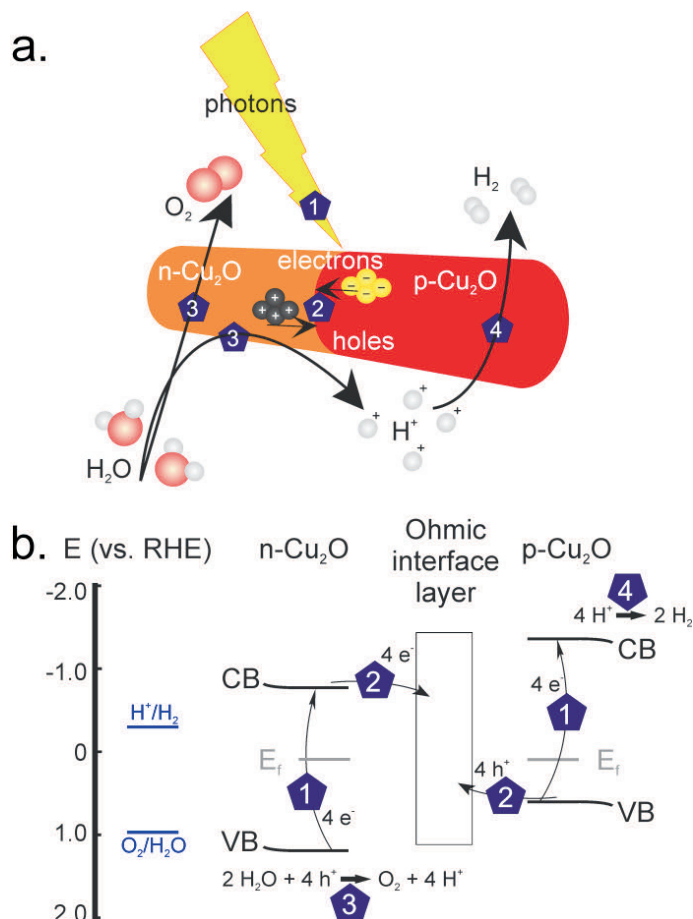 a.
photons
1
O₂
H₂
n-Cu₂O
electrons
p-Cu₂O
− − − −
+ + + +
2
3
3
4
holes
H₂O
H⁺
+
+
+
+
b.
E (vs. RHE)
n-Cu₂O
Ohmic
interface
layer
p-Cu₂O
-2.0
4
4 H⁺ ➡ 2 H₂
-1.0
CB
2
4 e⁻
CB
4 e⁻
1
H⁺/H₂
0
E_f
E_f
1
4 e⁻
4 h⁺
2
1.0
O₂/H₂O
VB
VB
2 H₂O + 4 h⁺ ➡ O₂ + 4 H⁺
3
2.0